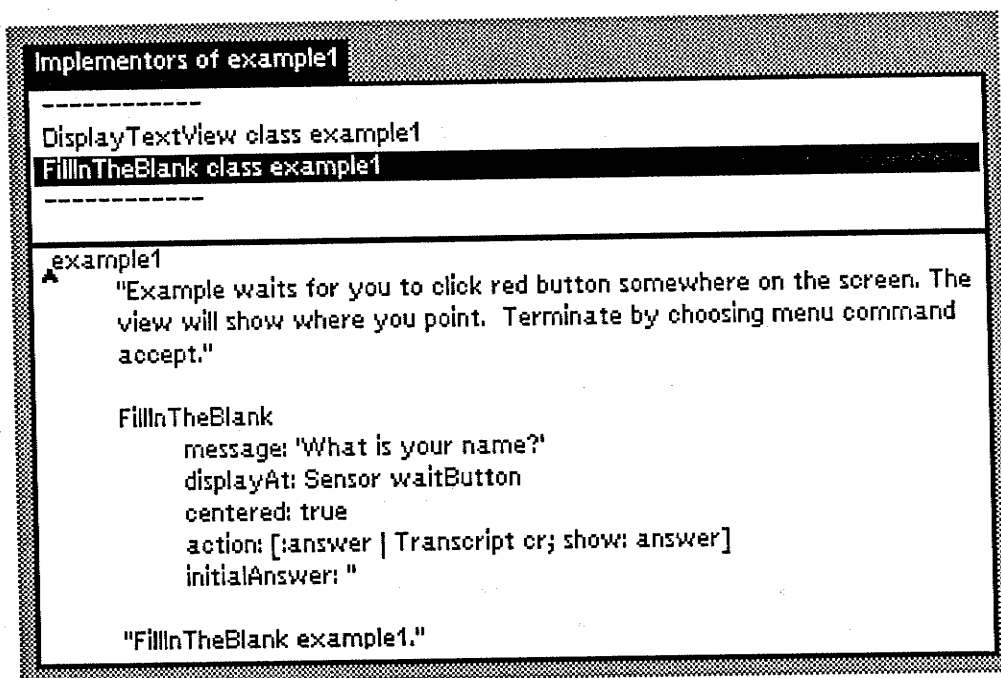 Implementors of example1
------------
DisplayTextView class example1
FillInTheBlank class example1
------------
example1
"Example waits for you to click red button somewhere on the screen. The
view will show where you point. Terminate by choosing menu command
accept."
FillInTheBlank
message: 'What is your name?'
displayAt: Sensor waitButton
centered: true
action: [:answer | Transcript cr; show: answer]
initialAnswer: ''
"FillInTheBlank example1."